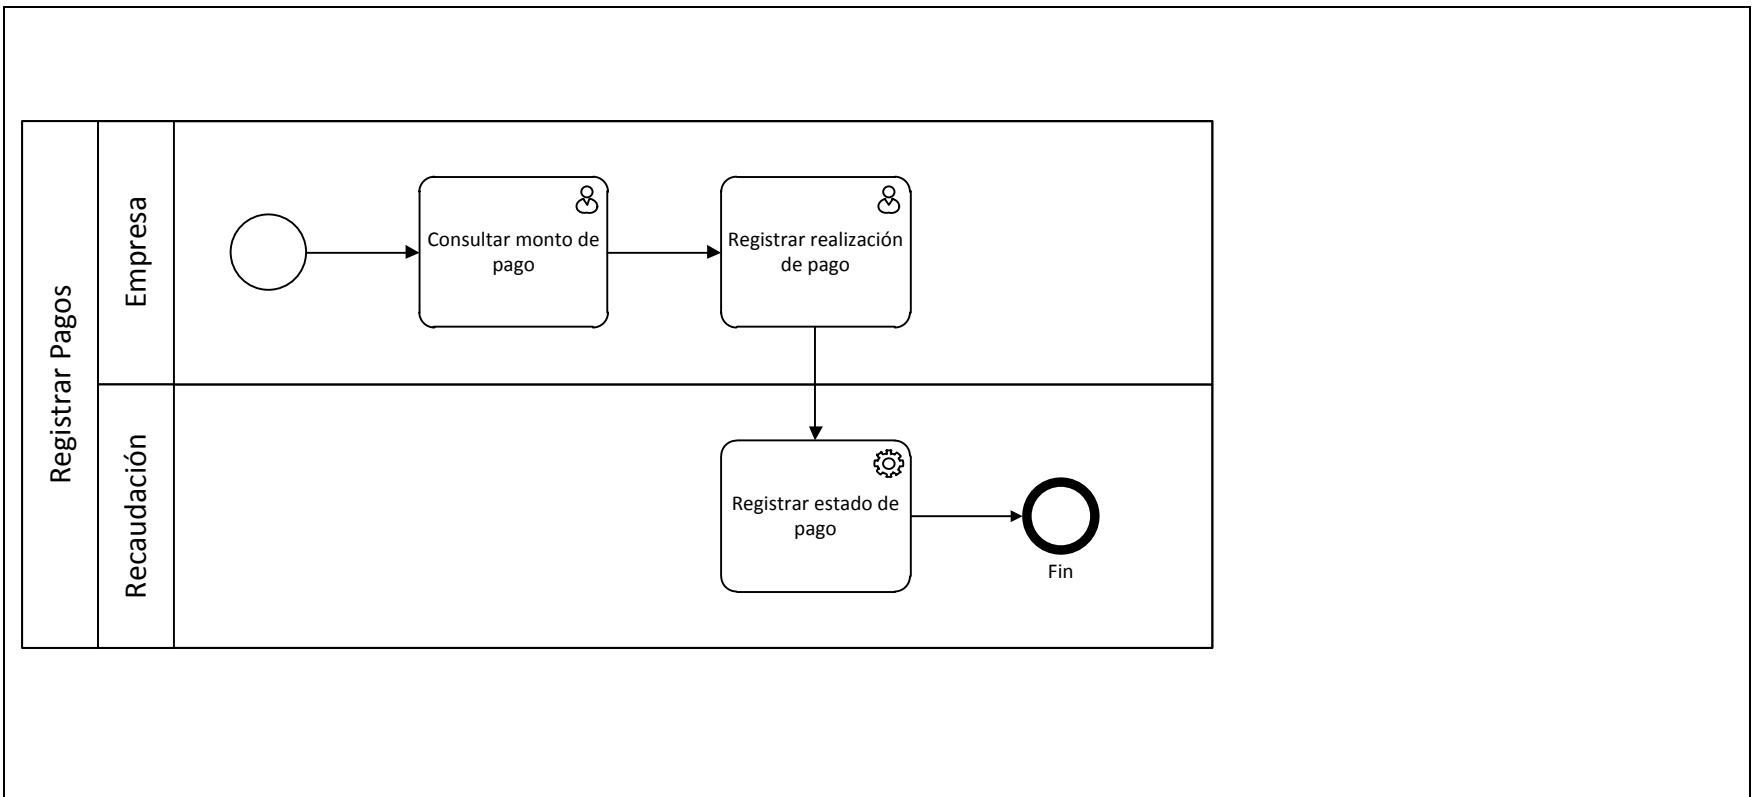 Registrar Pagos
Empresa
Consultar monto de
pago
Registrar realización
de pago
Recaudación
Registrar estado de
pago
Fin